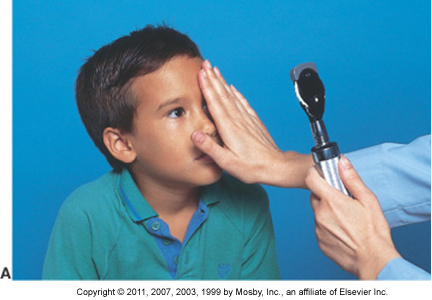 A
Copyright © 2011, 2007, 2003, 1999 by Mosby, Inc., an affiliate of Elsevier Inc.